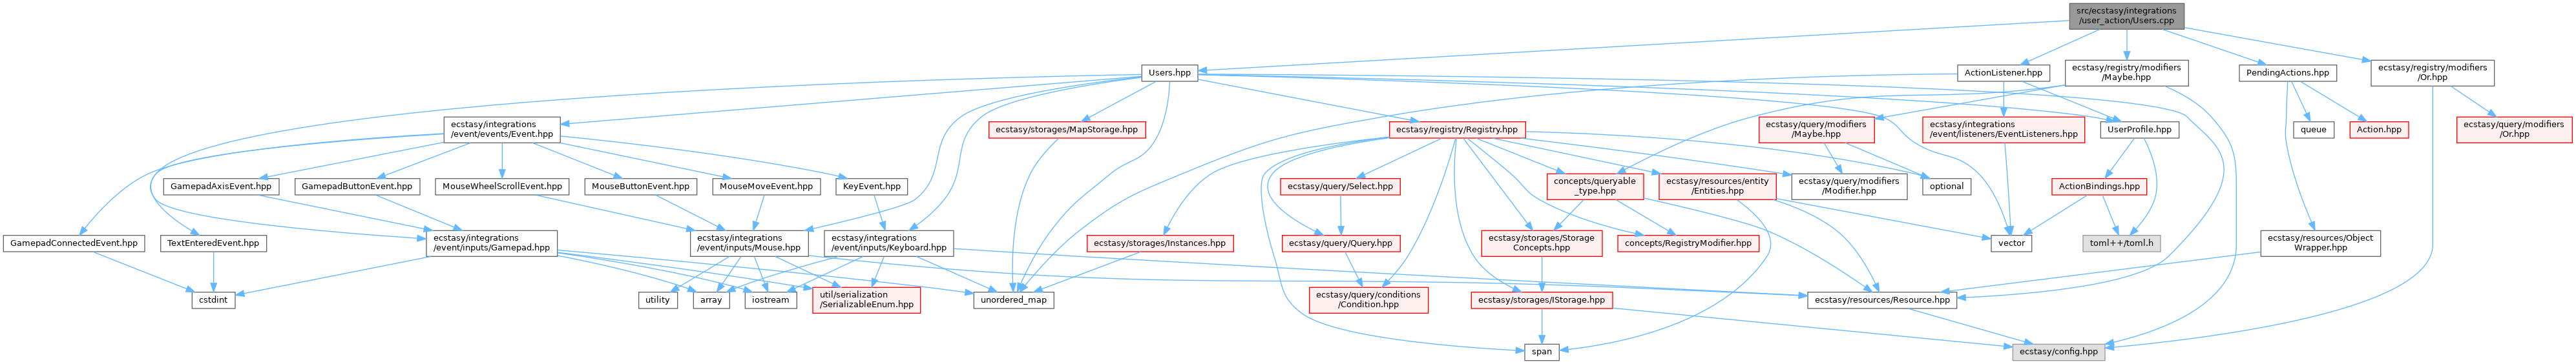 src/ecstasy/integrations
/user_action/Users.cpp
Users.hpp
ActionListener.hpp
ecstasy/registry/modifiers
/Maybe.hpp
PendingActions.hpp
ecstasy/registry/modifiers
/Or.hpp
ecstasy/integrations
/event/events/Event.hpp
ecstasy/storages/MapStorage.hpp
ecstasy/registry/Registry.hpp
ecstasy/query/modifiers
/Maybe.hpp
ecstasy/integrations
/event/listeners/EventListeners.hpp
UserProfile.hpp
queue
Action.hpp
ecstasy/query/modifiers
/Or.hpp
GamepadAxisEvent.hpp
GamepadButtonEvent.hpp
MouseWheelScrollEvent.hpp
MouseButtonEvent.hpp
MouseMoveEvent.hpp
KeyEvent.hpp
ecstasy/query/Select.hpp
concepts/queryable
_type.hpp
ecstasy/resources/entity
/Entities.hpp
ecstasy/query/modifiers
/Modifier.hpp
optional
ActionBindings.hpp
GamepadConnectedEvent.hpp
TextEnteredEvent.hpp
ecstasy/integrations
/event/inputs/Gamepad.hpp
ecstasy/integrations
/event/inputs/Mouse.hpp
ecstasy/integrations
/event/inputs/Keyboard.hpp
ecstasy/storages/Instances.hpp
ecstasy/query/Query.hpp
ecstasy/storages/Storage
Concepts.hpp
concepts/RegistryModifier.hpp
vector
toml++/toml.h
ecstasy/resources/Object
Wrapper.hpp
cstdint
utility
array
iostream
util/serialization
/SerializableEnum.hpp
unordered_map
ecstasy/query/conditions
/Condition.hpp
ecstasy/storages/IStorage.hpp
ecstasy/resources/Resource.hpp
span
ecstasy/config.hpp